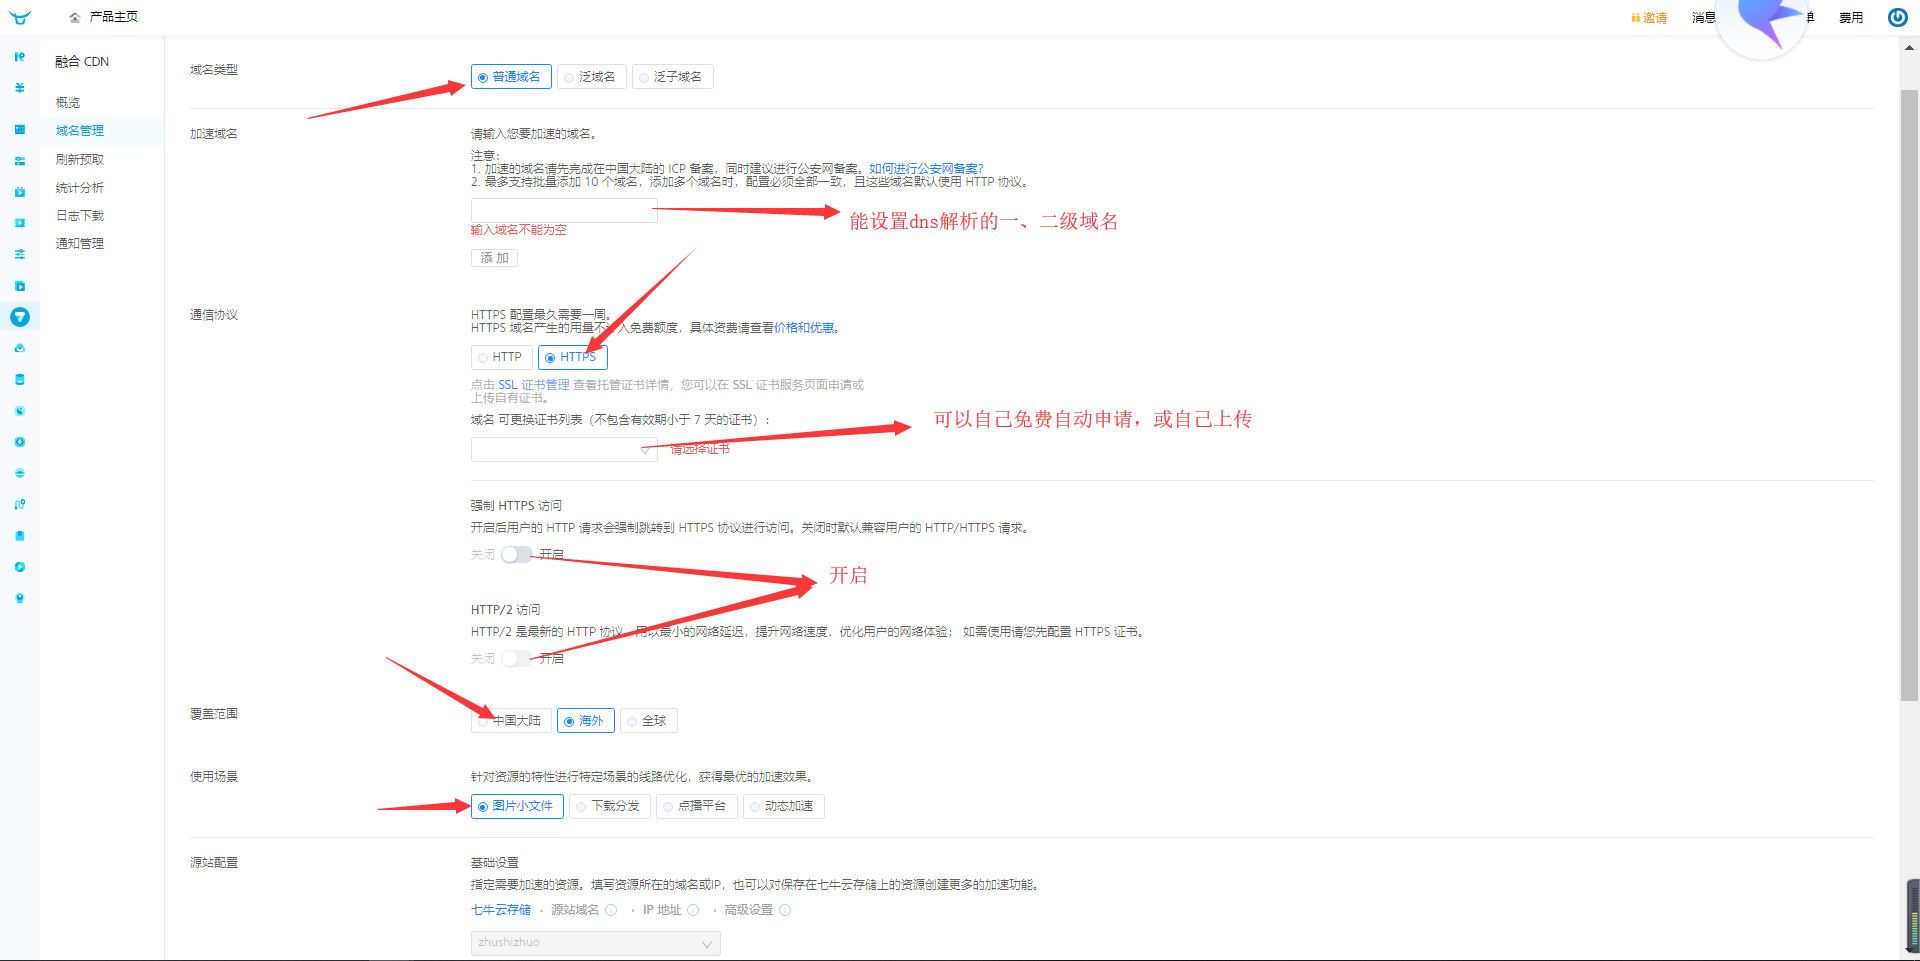 产品主页
邀请
消息
单
费用
融合 CDN
概览
域名管理
刷新预取
统计分析
日志下载
通知管理
域名类型
普通域名
泛域名
泛子域名
加速域名
请输入您要加速的域名。
注意：
1. 加速的域名请先完成在中国大陆的 ICP 备案，同时建议进行公安网备案。如何进行公安网备案?
2. 最多支持批量添加 10 个域名，添加多个域名时，配置必须全部一致，且这些域名默认使用 HTTP 协议。
能设置dns解析的一、二级域名
输入域名不能为空
添 加
通信协议
HTTPS 配置最久需要一周。
HTTPS 域名产生的用量不计入免费额度，具体资费请查看价格和优惠。
HTTP
HTTPS
点击 SSL 证书管理 查看托管证书详情，您可以在 SSL 证书服务页面申请或
上传自有证书。
域名 可更换证书列表（不包含有效期小于 7 天的证书）：
可以自己免费自动申请，或自己上传
请选择证书
强制 HTTPS 访问
开启后用户的 HTTP 请求会强制跳转到 HTTPS 协议进行访问。关闭时默认兼容用户的 HTTP/HTTPS 请求。
关闭
开启
开启
HTTP/2 访问
HTTP/2 是最新的 HTTP 协议，用以最小的网络延迟，提升网络速度，优化用户的网络体验； 如需使用请您先配置 HTTPS 证书。
关闭
开启
覆盖范围
中国大陆
海外
全球
使用场景
针对资源的特性进行特定场景的线路优化，获得最优的加速效果。
图片小文件
下载分发
点播平台
动态加速
源站配置
基础设置
指定需要加速的资源。填写资源所在的域名或IP，也可以对保存在七牛云存储上的资源创建更多的加速功能。
七牛云存储 · 源站域名 · IP 地址 · 高级设置
zhushizhuo